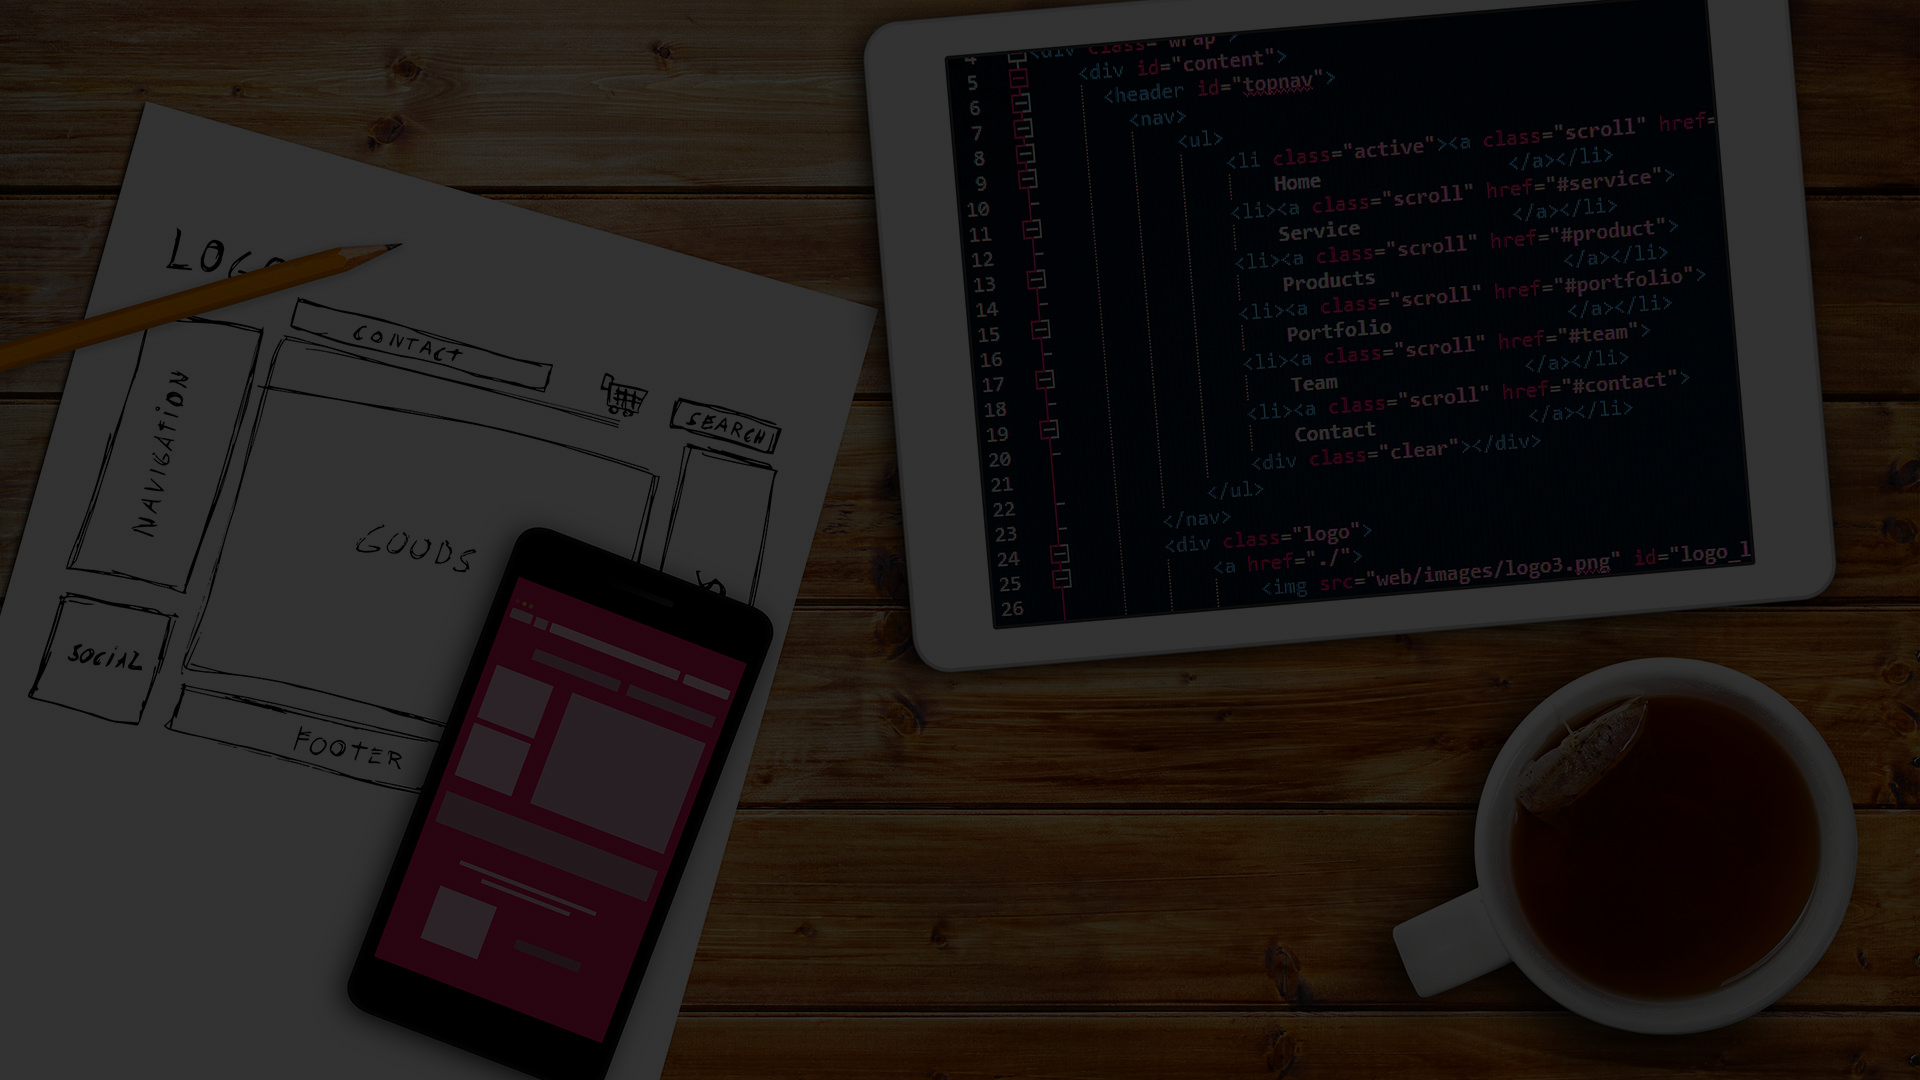 LOGO
CONTACT
NAVIGATION
SEARCH
GOODS
SOCIAL
FOOTER
4 <div class="wrap">
5 <div id="content">
6 <header id="topnav">
7 <nav>
8 <ul>
9 <li class="active"><a class="scroll" href=
10 Home </a></li>
11 <li><a class="scroll" href="#service">
12 Service </a></li>
13 <li><a class="scroll" href="#product">
14 Products </a></li>
15 <li><a class="scroll" href="#portfolio">
16 Portfolio </a></li>
17 <li><a class="scroll" href="#team">
18 Team </a></li>
19 <li><a class="scroll" href="#contact">
20 Contact </a></li>
21 <div class="clear"></div>
22 </ul>
23 </nav>
24 <div class="logo">
25 <a href="./">
26 <img src="web/images/logo3.png" id="logo_l